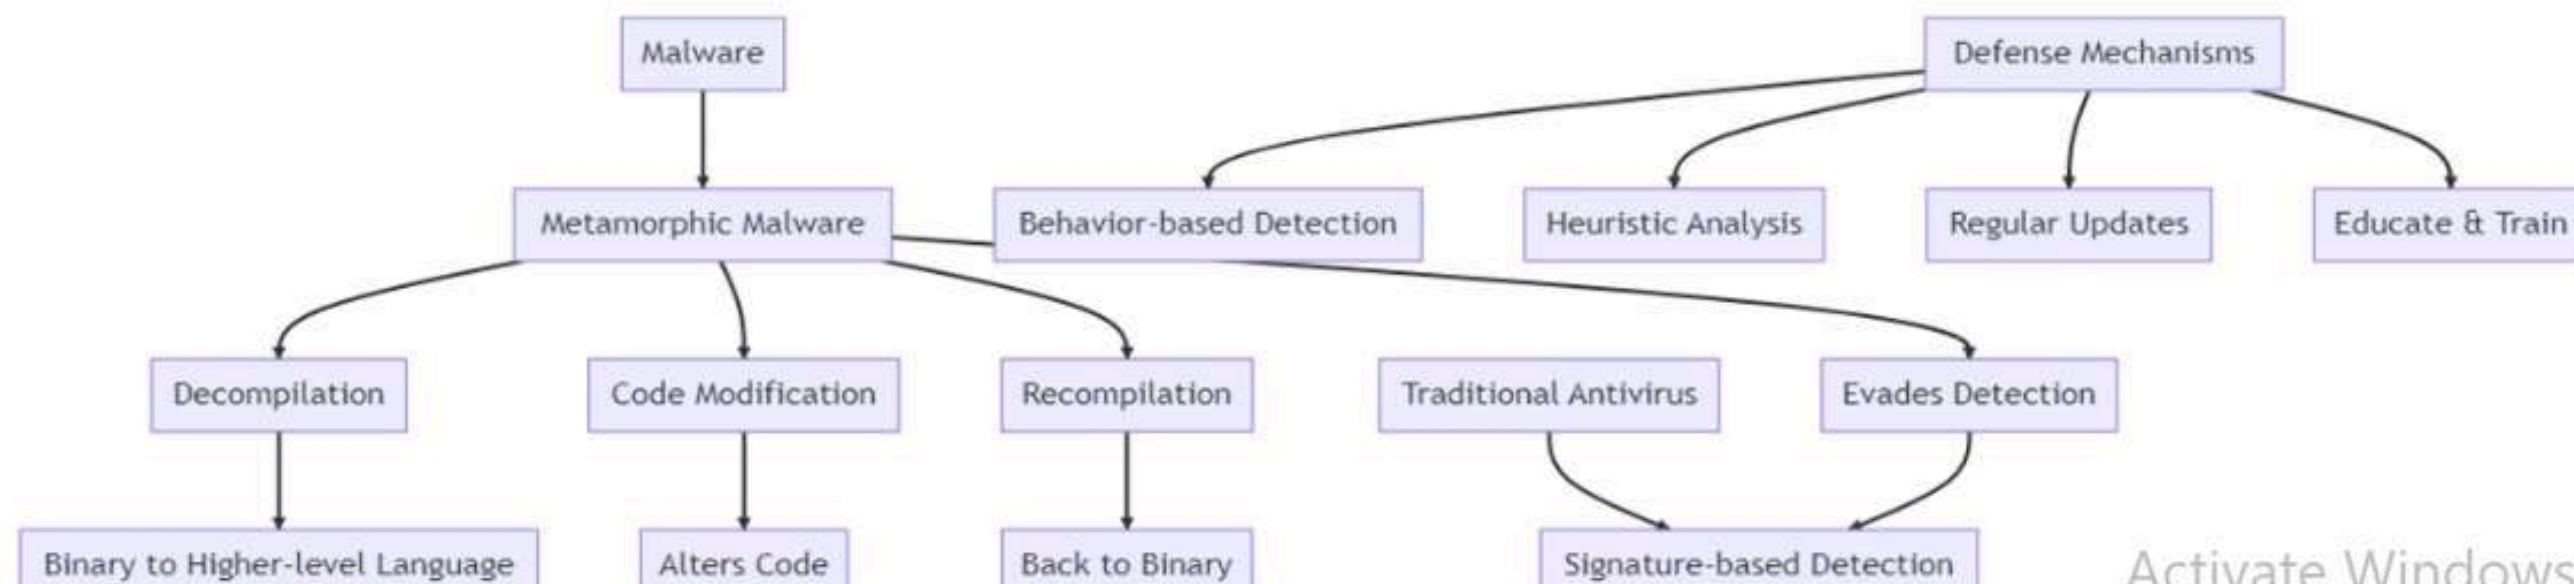 Malware
Defense Mechanisms
Metamorphic Malware
Behavior-based Detection
Heuristic Analysis
Regular Updates
Educate & Train
Decompilation
Code Modification
Recompilation
Traditional Antivirus
Evades Detection
Binary to Higher-level Language
Alters Code
Back to Binary
Signature-based Detection
Activate Windows